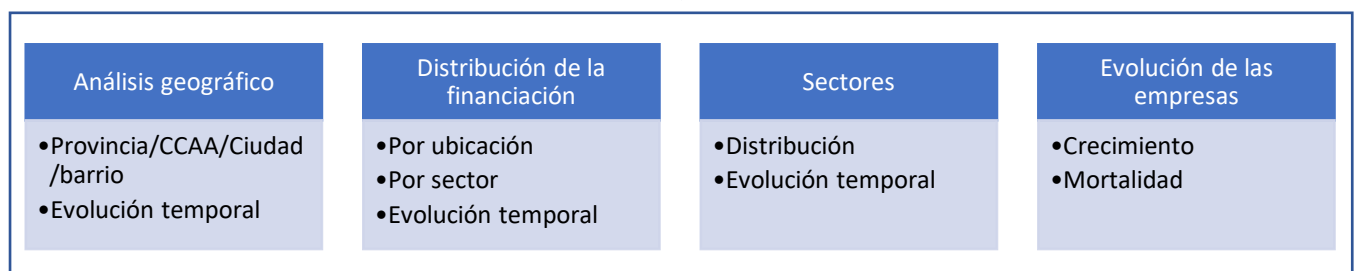 Análisis geográfico
•Provincia/CCAA/Ciudad
/barrio
•Evolución temporal
Distribución de la
financiación
•Por ubicación
•Por sector
•Evolución temporal
Sectores
•Distribución
•Evolución temporal
Evolución de las
empresas
•Crecimiento
•Mortalidad